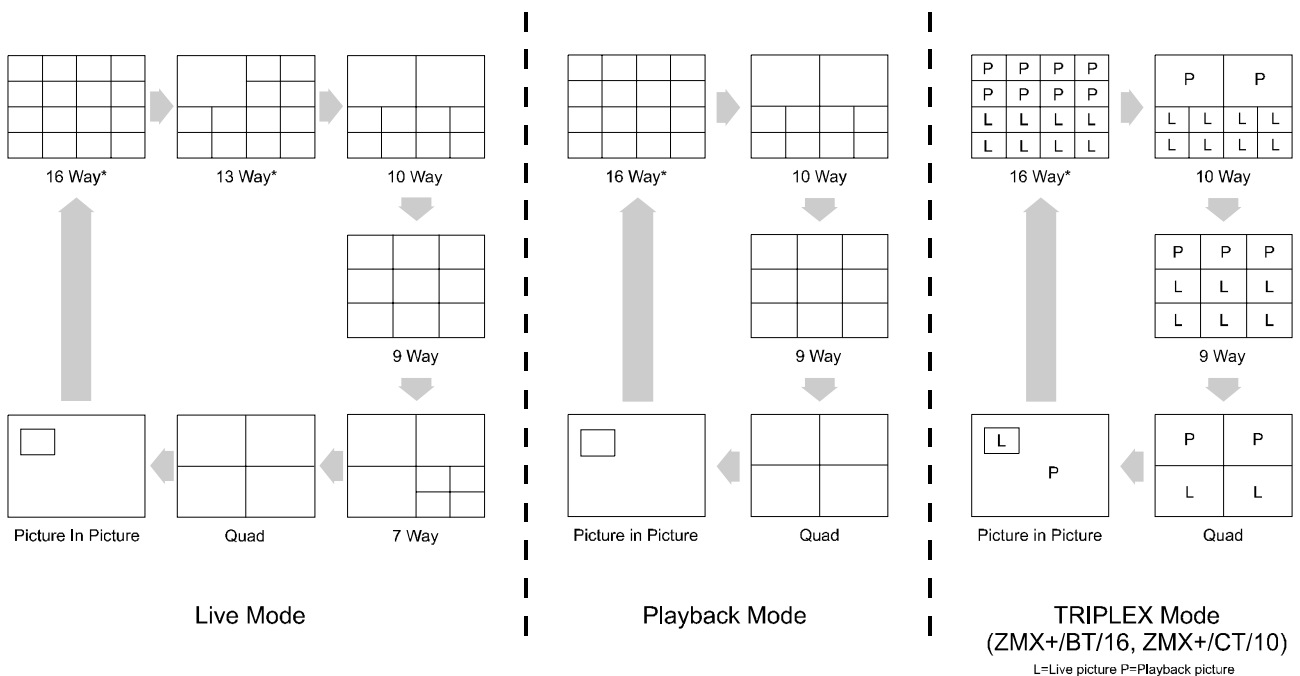 P P P P P P
P P P P
L L L L L L L L
L L L L L L L L
16 Way* 13 Way* 10 Way 16 Way* 10 Way 16 Way* 10 Way
P P P
L L L
L L L
9 Way 9 Way 9 Way
L P P
P
L L
Picture In Picture Quad 7 Way Picture in Picture Quad Picture in Picture Quad
Live Mode Playback Mode TRIPLEX Mode
(ZMX+/BT/16, ZMX+/CT/10)
L=Live picture P=Playback picture